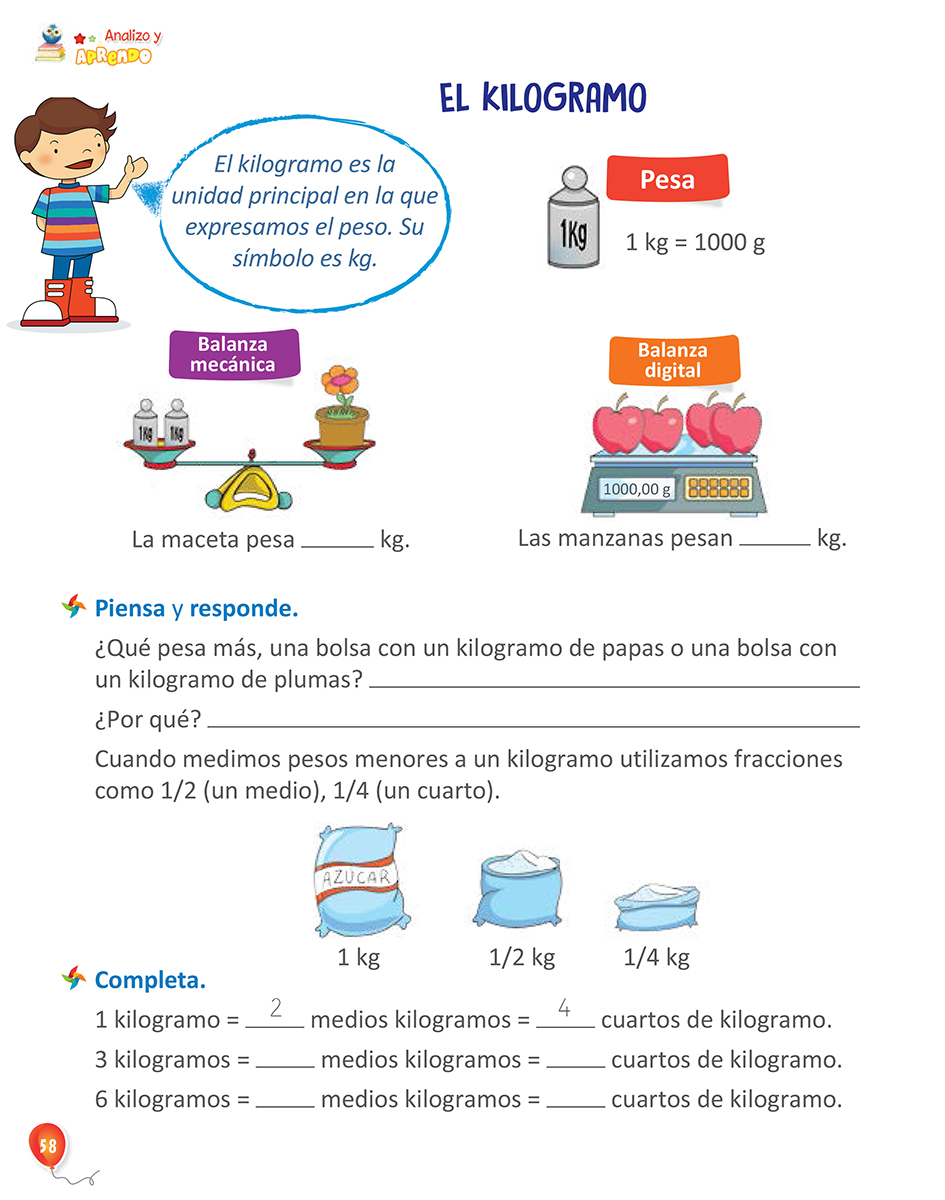 Analizo y
APRENDO
EL KILOGRAMO
El kilogramo es la
unidad principal en la que
expresamos el peso. Su
símbolo es kg.
Pesa
1Kg
1 kg = 1000 g
Balanza
mecánica
1Kg 1Kg
La maceta pesa ______ kg.
Balanza
digital
1000,00 g
Las manzanas pesan ______ kg.
Piensa y responde.
¿Qué pesa más, una bolsa con un kilogramo de papas o una bolsa con
un kilogramo de plumas? ______
¿Por qué? ______
Cuando medimos pesos menores a un kilogramo utilizamos fracciones
como 1/2 (un medio), 1/4 (un cuarto).
AZUCAR
1 kg 1/2 kg 1/4 kg
Completa.
1 kilogramo = 2 medios kilogramos = 4 cuartos de kilogramo.
3 kilogramos = ____ medios kilogramos = ____ cuartos de kilogramo.
6 kilogramos = ____ medios kilogramos = ____ cuartos de kilogramo.
58